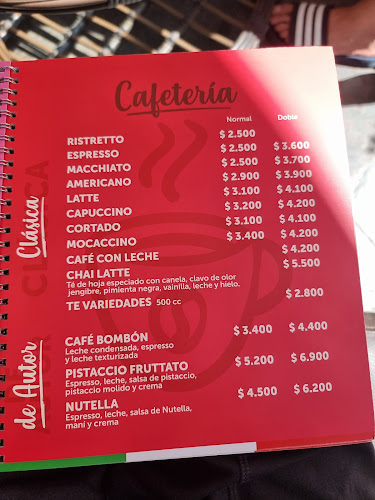 Cafetería
Normal Doble
Clásica
RISTRETTO $ 2.500
ESPRESSO $ 2.500 $ 3.600
MACCHIATO $ 2.500 $ 3.700
AMERICANO $ 2.900 $ 3.900
LATTE $ 3.100 $ 4.100
CAPUCCINO $ 3.200 $ 4.200
CORTADO $ 3.100 $ 4.100
MOCACCINO $ 3.400 $ 4.200
CAFÉ CON LECHE $ 4.200
CHAI LATTE $ 5.500
Té de hoja especiado con canela, clavo de olor
jengibre, pimienta negra, vainilla, leche y hielo.
TE VARIEDADES 500 cc $ 2.800
de Autor
CAFÉ BOMBÓN $ 3.400 $ 4.400
Leche condensada, espresso
y leche texturizada
PISTACCIO FRUTTATO $ 5.200 $ 6.900
Espresso, leche, salsa de pistaccio,
pistaccio molido y crema
NUTELLA $ 4.500 $ 6.200
Espresso, leche, salsa de Nutella,
maní y crema